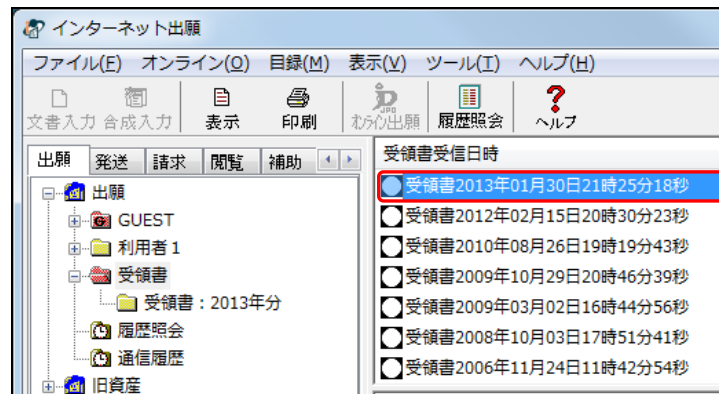 インターネット出願
ファイル(F) オンライン(O) 目録(M) 表示(V) ツール(T) ヘルプ(H)
文書入力 合成入力 表示 印刷 オンライン出願 履歴照会 ヘルプ
出願 発送 請求 閲覧 補助
出願
GUEST
利用者1
受領書
受領書:2013年分
履歴照会
通信履歴
旧資産
受領書受信日時
受領書2013年01月30日21時25分18秒
受領書2012年02月15日20時30分23秒
受領書2010年08月26日19時19分43秒
受領書2009年10月29日20時46分39秒
受領書2009年03月02日16時44分56秒
受領書2008年10月03日17時51分41秒
受領書2006年11月24日11時42分54秒